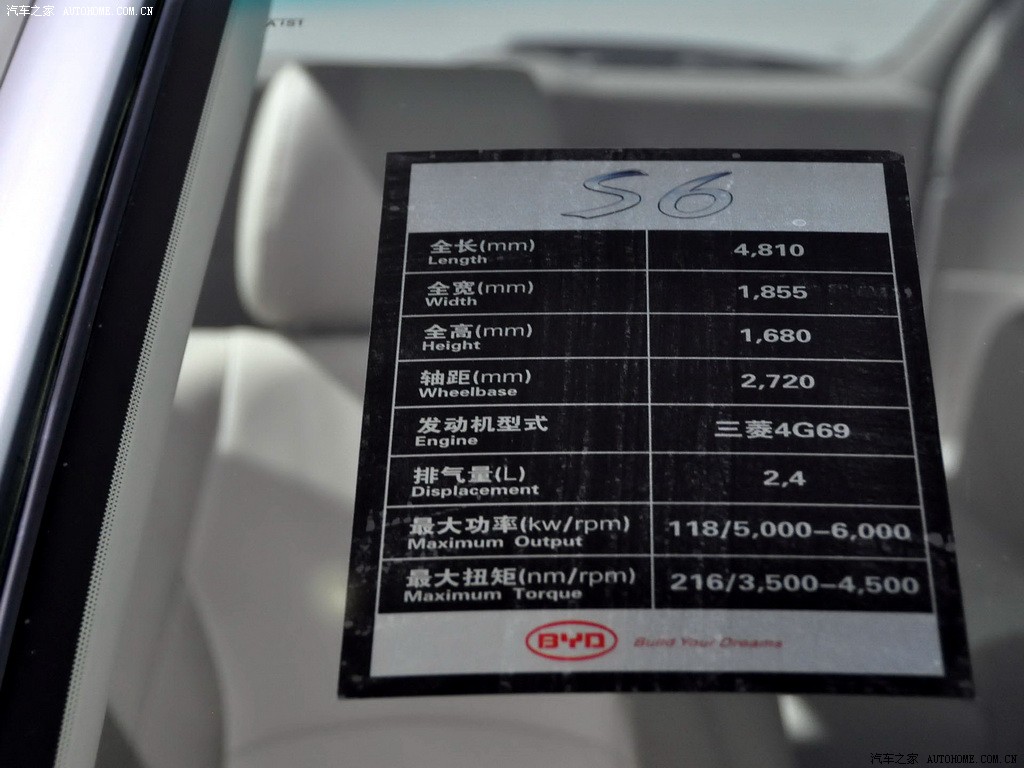 汽车之家 AUTOHOME.COM.CN
S6
全长(mm) 4,810
Length
全宽(mm) 1,855
Width
全高(mm) 1,680
Height
轴距(mm) 2,720
Wheelbase
发动机型式 三菱4G69
Engine
排气量(L) 2,4
Displacement
最大功率(kw/rpm) 118/5,000-6,000
Maximum Output
最大扭矩(nm/rpm) 216/3,500-4,500
Maximum Torque
BYD Build Your Dreams
汽车之家 AUTOHOME.COM.CN